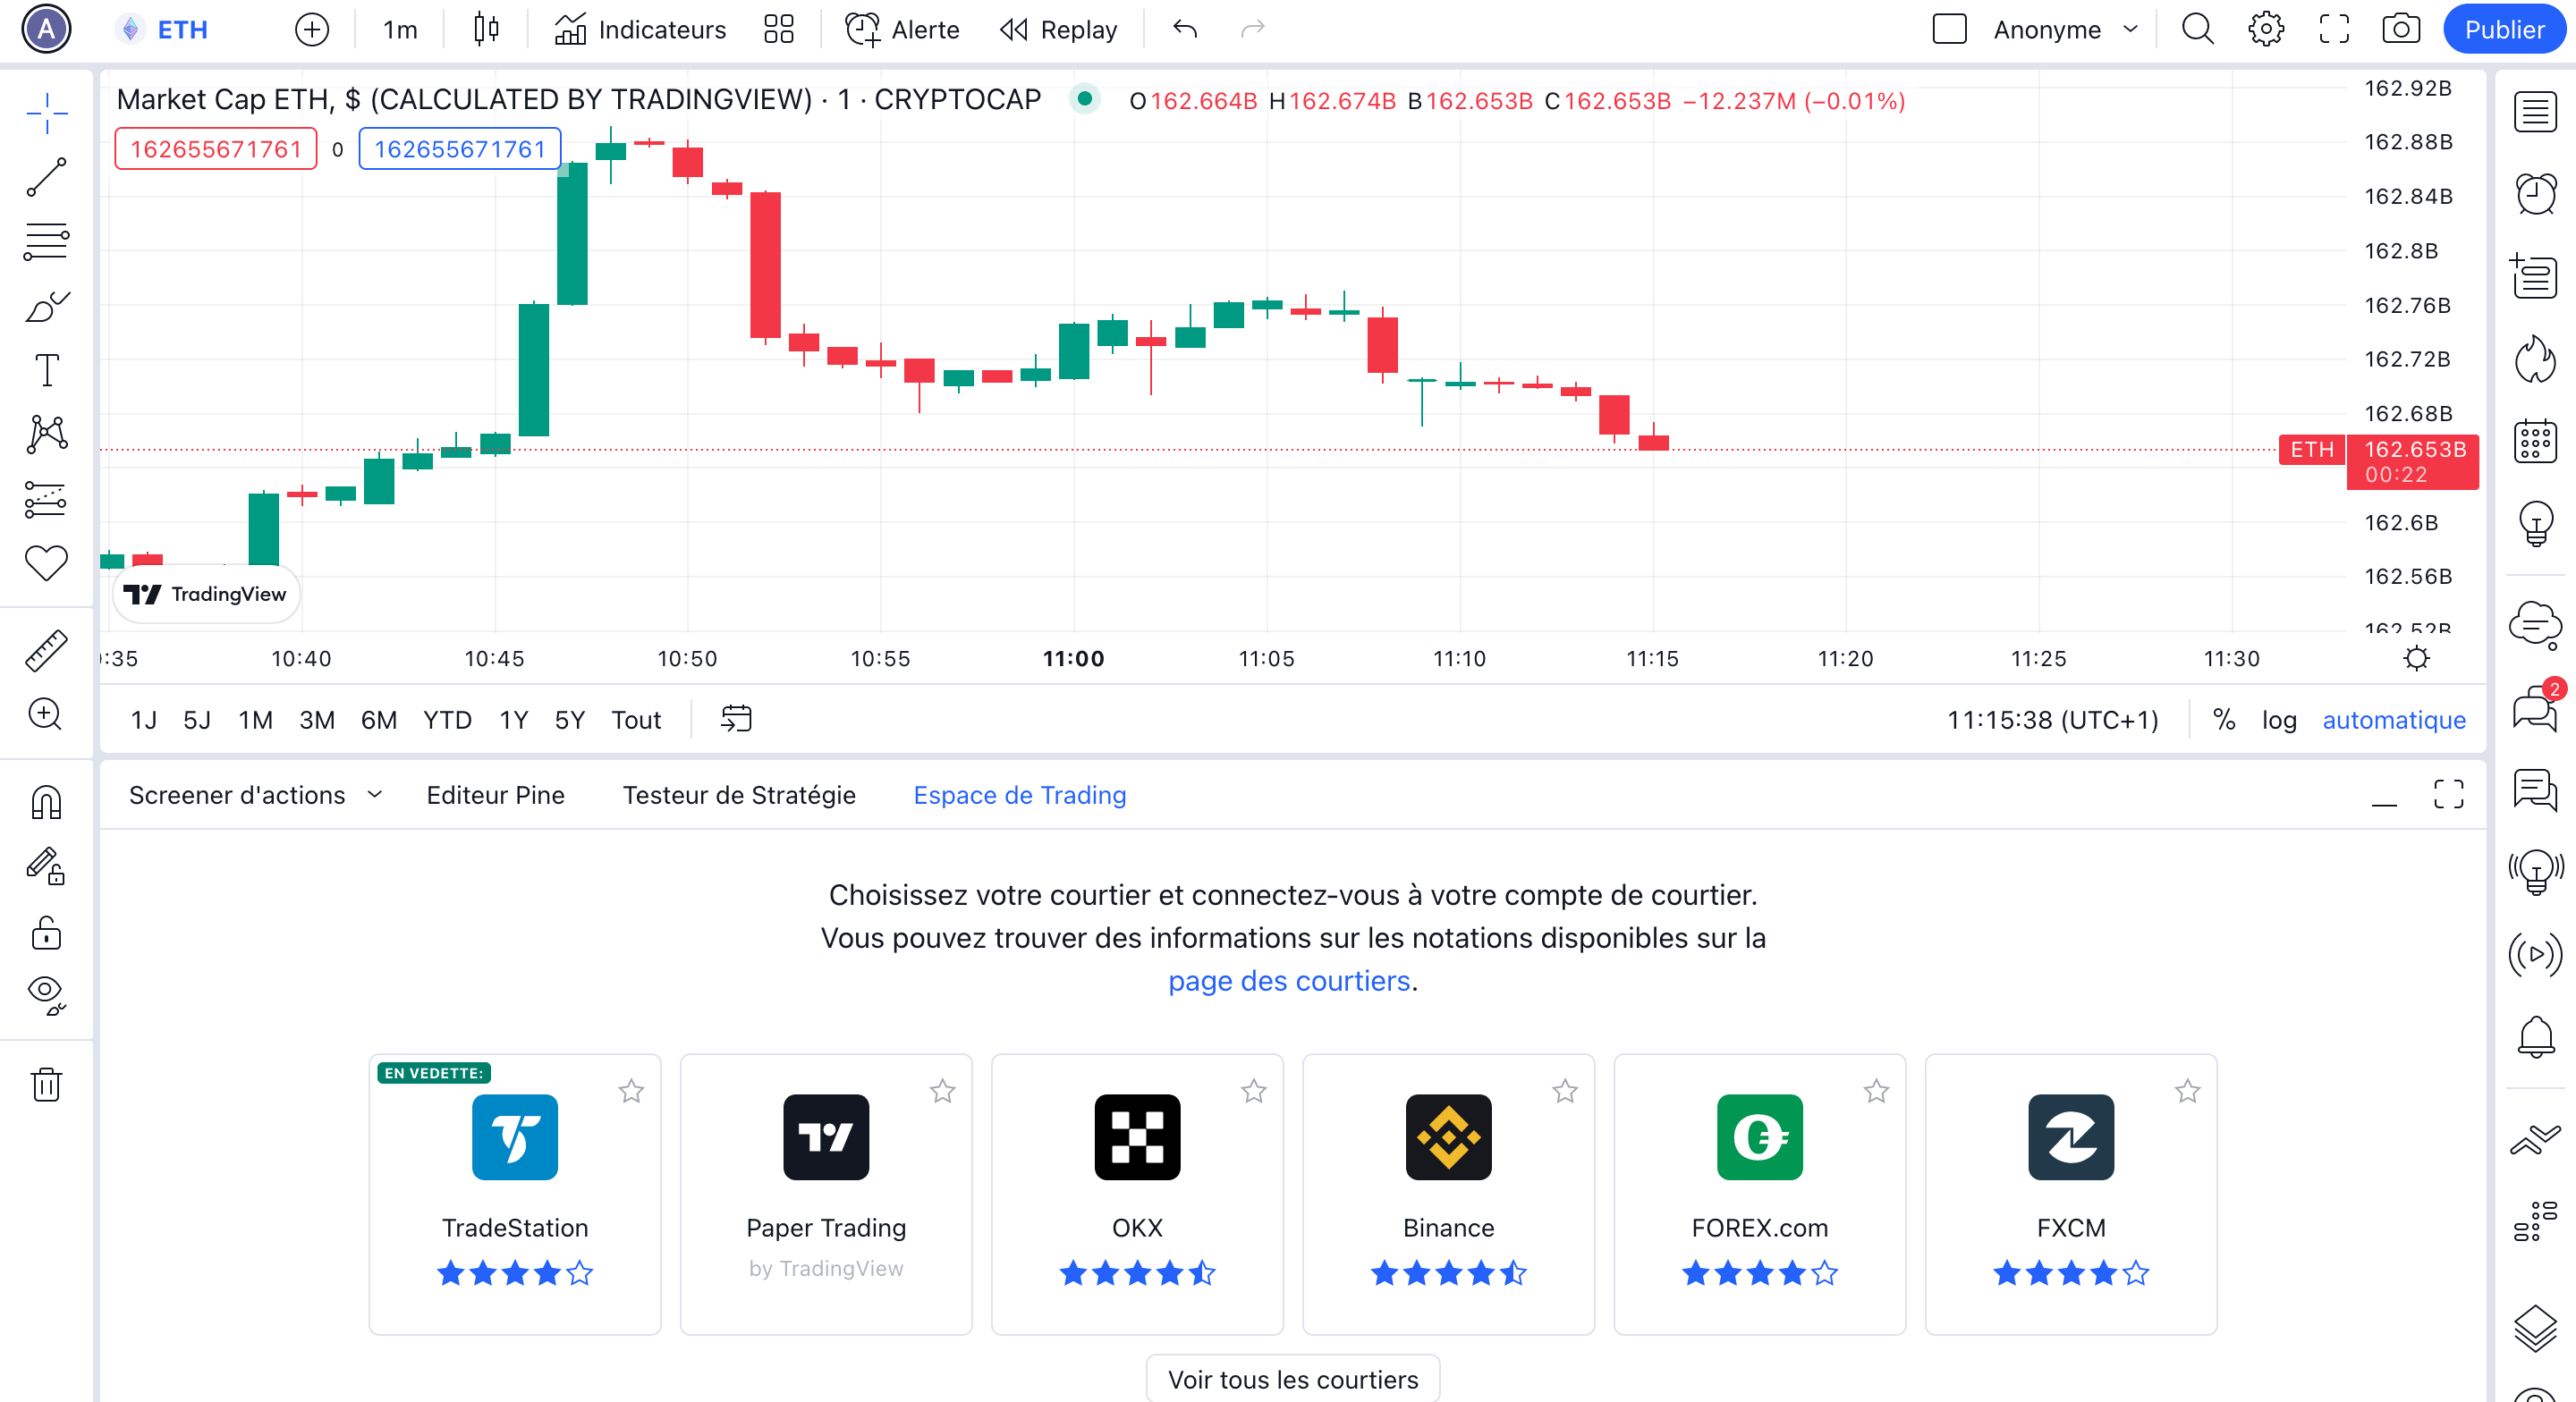 A
ETH
1m
Indicateurs
Alerte
Replay
Anonyme
Publier
Market Cap ETH, $ (CALCULATED BY TRADINGVIEW) · 1 · CRYPTOCAP
O162.664B H162.674B B162.653B C162.653B −12.237M (−0.01%)
162655671761 0 162655671761
162.92B
162.88B
162.84B
162.8B
162.76B
162.72B
162.68B
ETH 162.653B
00:22
162.6B
162.56B
162.52B
TradingView
:35 10:40 10:45 10:50 10:55 11:00 11:05 11:10 11:15 11:20 11:25 11:30
1J 5J 1M 3M 6M YTD 1Y 5Y Tout
11:15:38 (UTC+1) % log automatique
2
Screener d'actions Editeur Pine Testeur de Stratégie Espace de Trading
Choisissez votre courtier et connectez-vous à votre compte de courtier.
Vous pouvez trouver des informations sur les notations disponibles sur la
page des courtiers.
EN VEDETTE:
TradeStation
Paper Trading
by TradingView
OKX
Binance
FOREX.com
FXCM
Voir tous les courtiers